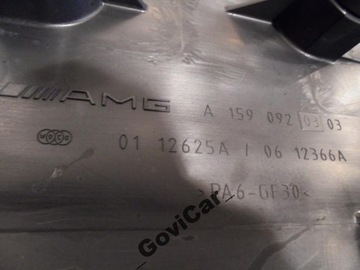 AMG A 159 092 03 03
01 12625A / 06 12366A
>PA6-GF30<
GoviCar